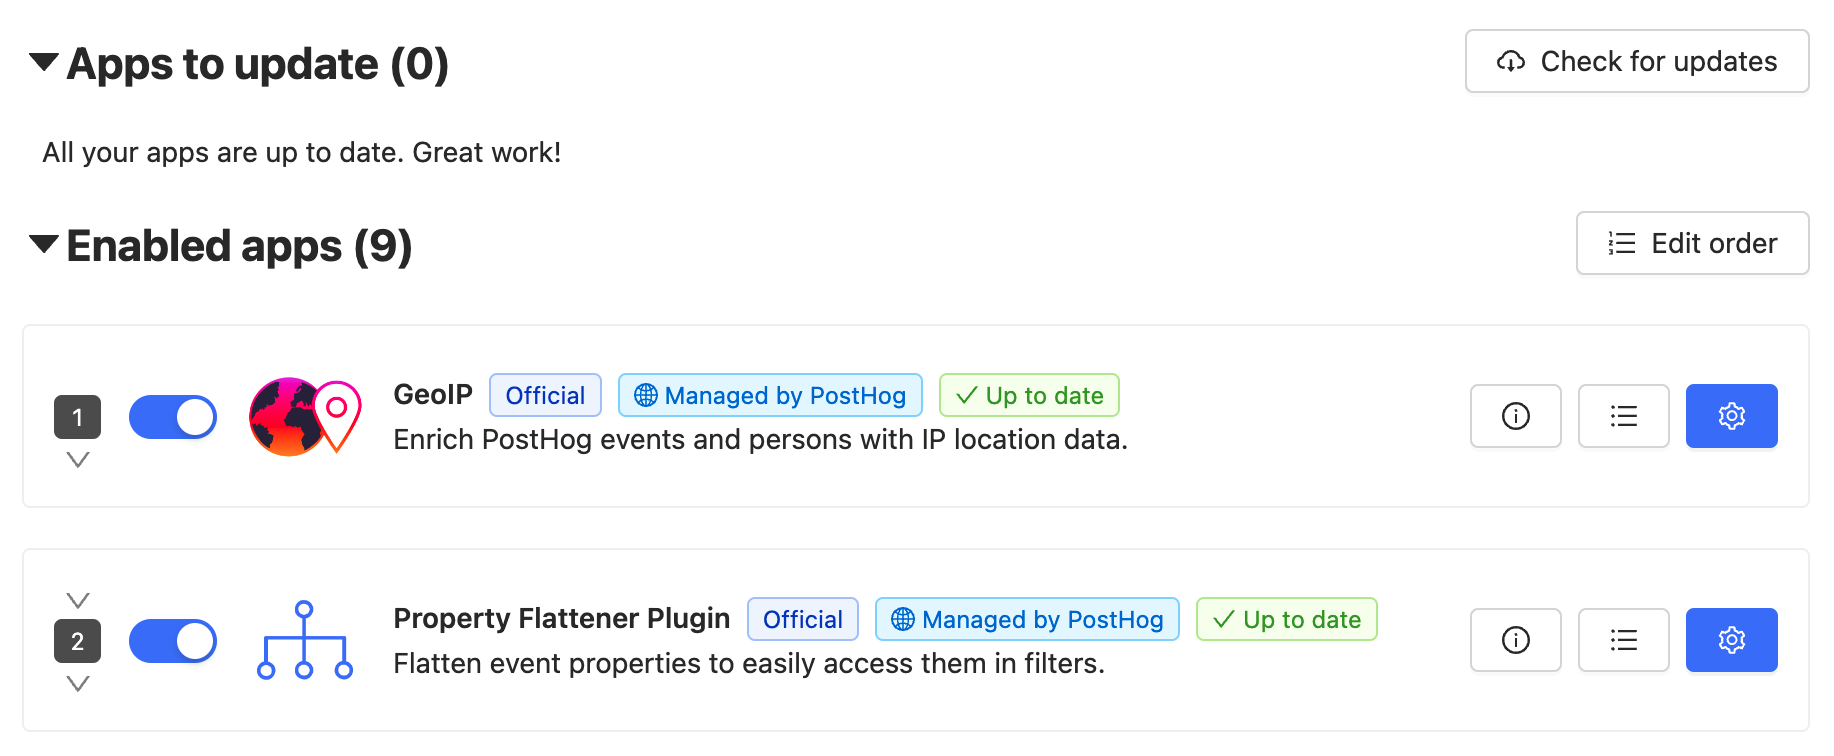 Apps to update (0)
Check for updates
All your apps are up to date. Great work!
Enabled apps (9)
Edit order
1
GeoIP Official Managed by PostHog Up to date
Enrich PostHog events and persons with IP location data.
2
Property Flattener Plugin Official Managed by PostHog Up to date
Flatten event properties to easily access them in filters.